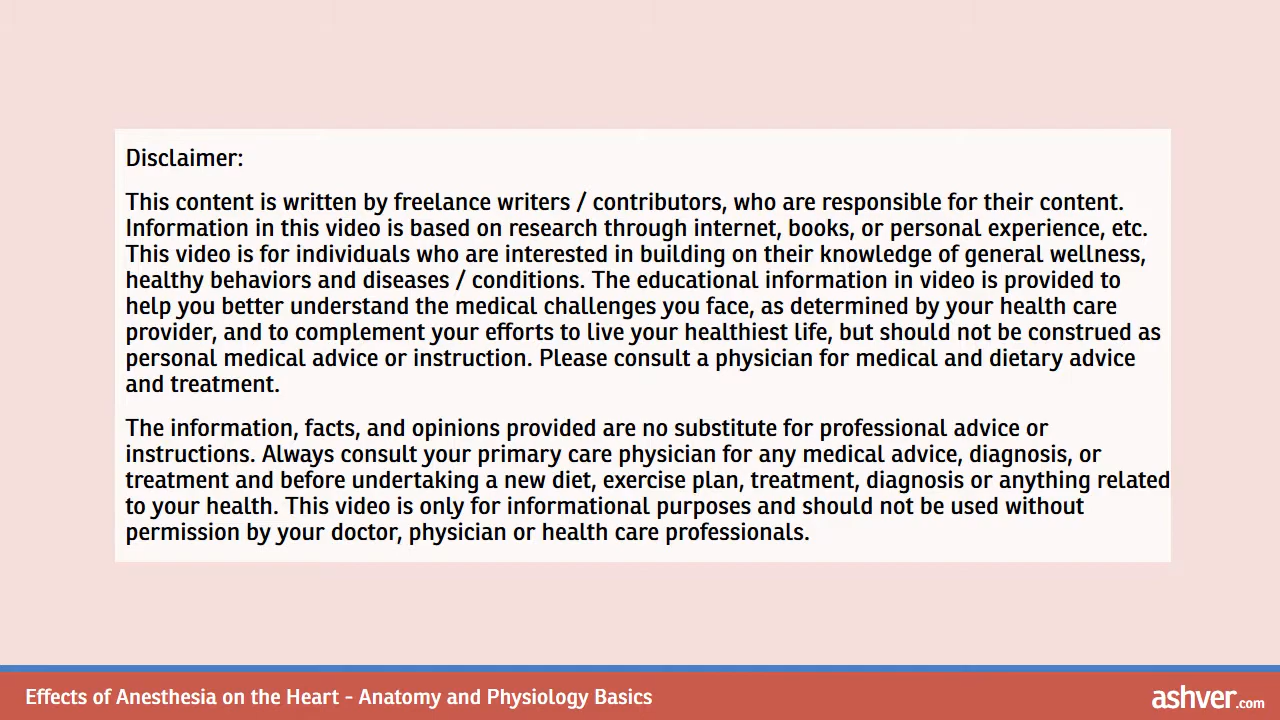 Disclaimer:
This content is written by freelance writers / contributors, who are responsible for their content.
Information in this video is based on research through internet, books, or personal experience, etc.
This video is for individuals who are interested in building on their knowledge of general wellness,
healthy behaviors and diseases / conditions. The educational information in video is provided to
help you better understand the medical challenges you face, as determined by your health care
provider, and to complement your efforts to live your healthiest life, but should not be construed as
personal medical advice or instruction. Please consult a physician for medical and dietary advice
and treatment.
The information, facts, and opinions provided are no substitute for professional advice or
instructions. Always consult your primary care physician for any medical advice, diagnosis, or
treatment and before undertaking a new diet, exercise plan, treatment, diagnosis or anything related
to your health. This video is only for informational purposes and should not be used without
permission by your doctor, physician or health care professionals.
Effects of Anesthesia on the Heart - Anatomy and Physiology Basics
ashver.com